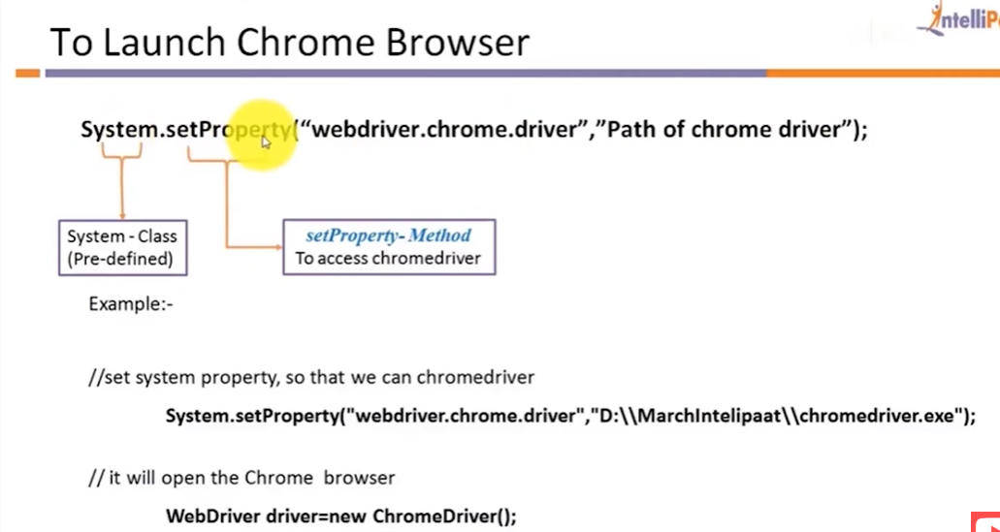 IntelliP
To Launch Chrome Browser
System.setProperty(“webdriver.chrome.driver”,”Path of chrome driver”);
System - Class
(Pre-defined)
setProperty- Method
To access chromedriver
Example:-
//set system property, so that we can chromedriver
System.setProperty("webdriver.chrome.driver","D:\\MarchIntelipaat\\chromedriver.exe");
// it will open the Chrome browser
WebDriver driver=new ChromeDriver();